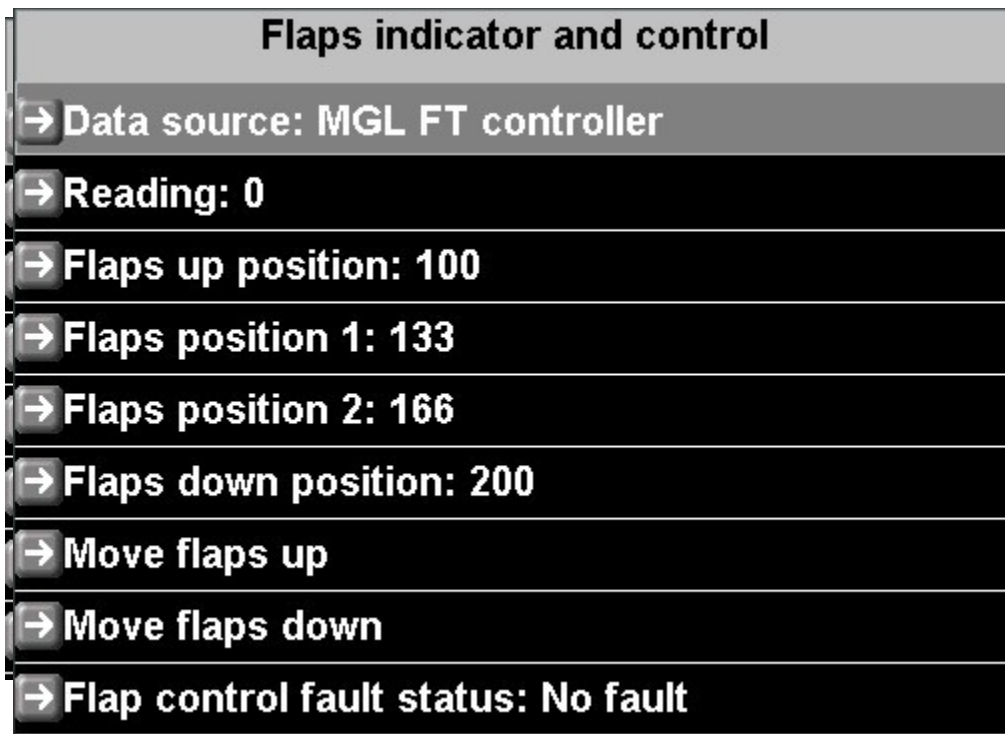 Flaps indicator and control
Data source: MGL FT controller
Reading: 0
Flaps up position: 100
Flaps position 1: 133
Flaps position 2: 166
Flaps down position: 200
Move flaps up
Move flaps down
Flap control fault status: No fault